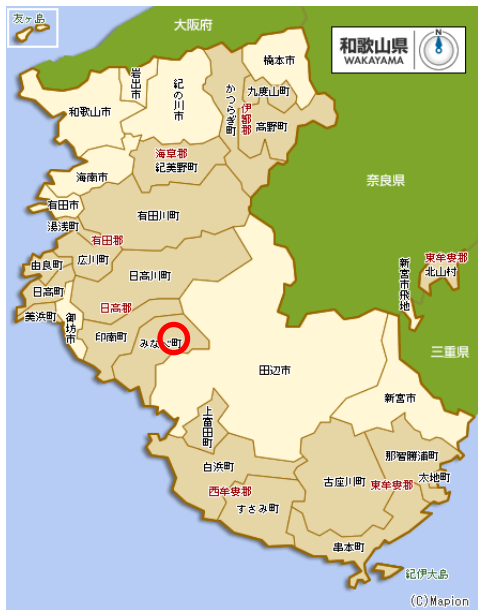 友ヶ島
大阪府
和歌山県
WAKAYAMA
橋本市
岩出市
紀の川市
かつらぎ町
九度山町
伊都郡
高野町
和歌山市
海草郡
紀美野町
海南市
奈良県
有田市
有田川町
湯浅町
有田郡
広川町
由良町
日高川町
新宮市飛地
東牟婁郡
北山村
日高町
日高郡
美浜町
御坊市
印南町
みな
町
三重県
田辺市
新宮市
上富田町
白浜町
那智勝浦町
西牟婁郡
すさみ町
古座川町
東牟婁郡
太地町
串本町
紀伊大島
(C)Mapion